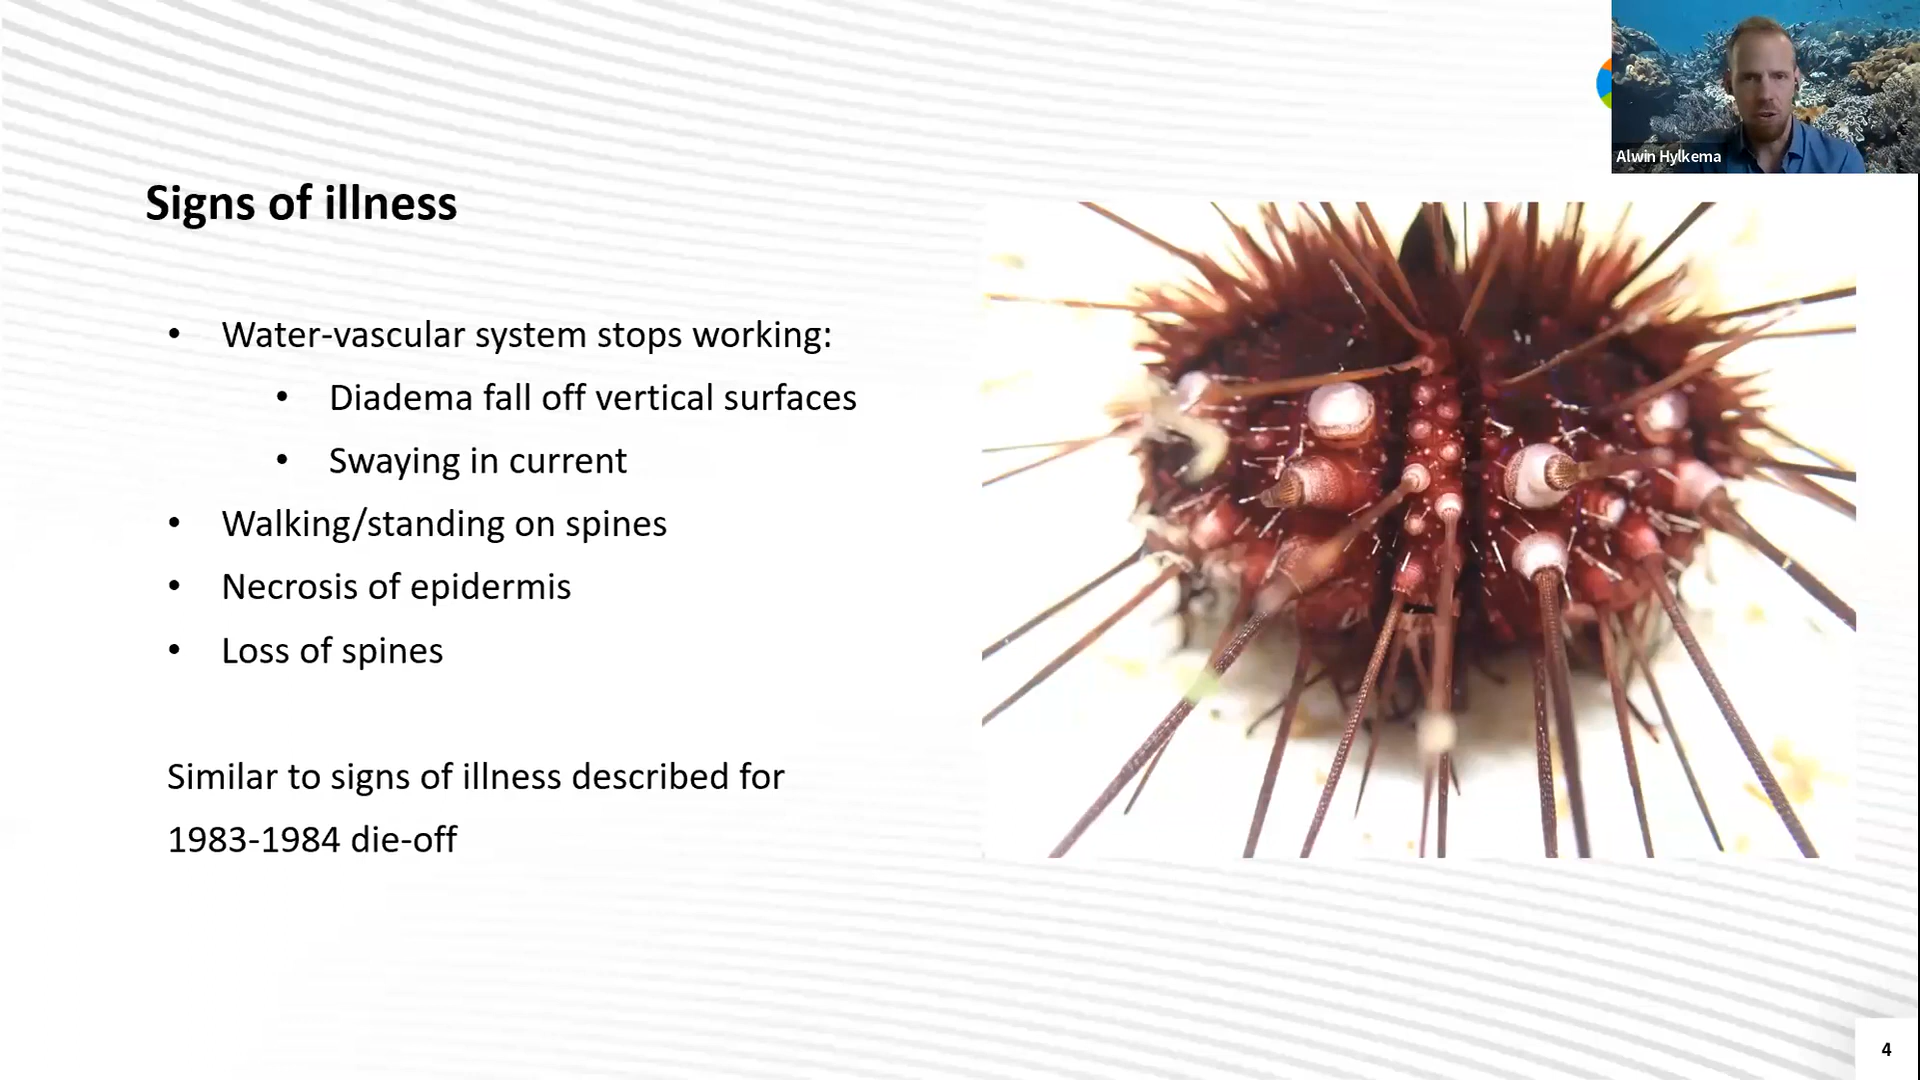 Alwin Hylkema
Signs of illness
• Water-vascular system stops working:
• Diadema fall off vertical surfaces
• Swaying in current
• Walking/standing on spines
• Necrosis of epidermis
• Loss of spines
Similar to signs of illness described for
1983-1984 die-off
4